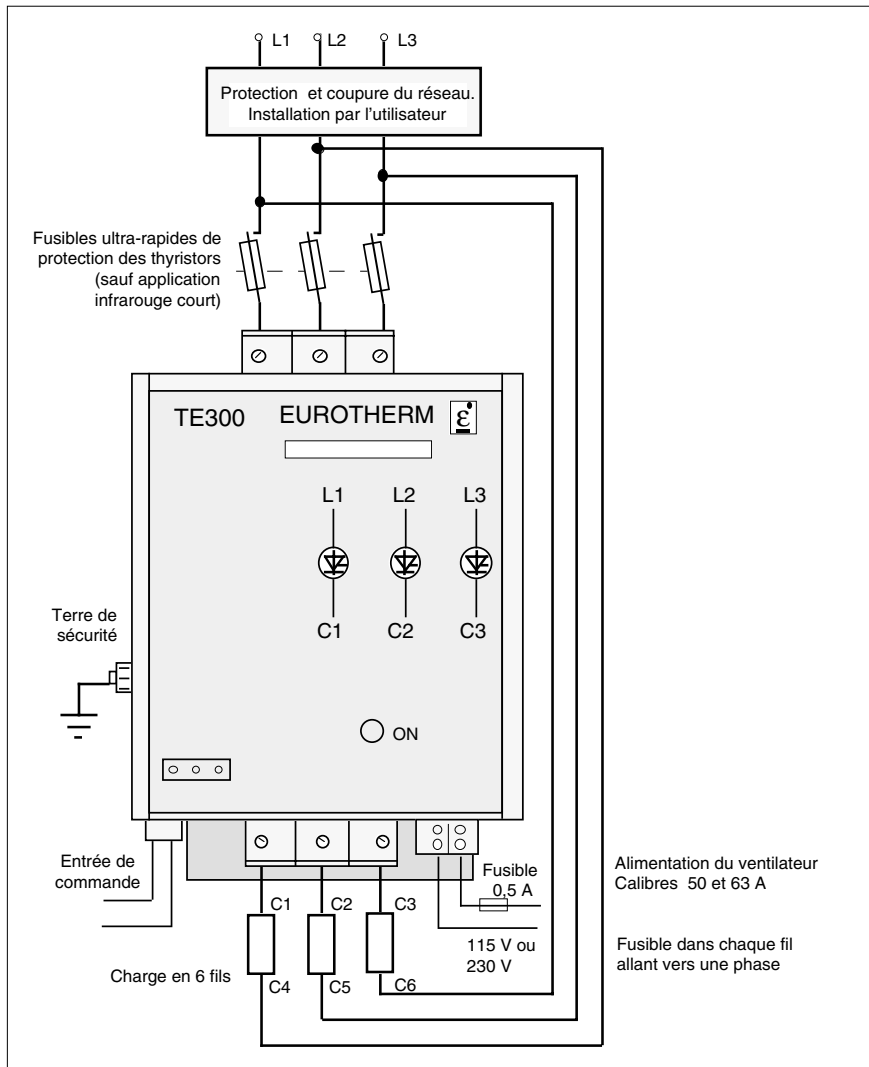 L1
L2
L3
Protection et coupure du réseau.
Installation par l'utilisateur
Fusibles ultra-rapides de
protection des thyristors
(sauf application
infrarouge court)
TE300
EUROTHERM
ε
L1
L2
L3
C1
C2
C3
Terre de
sécurité
ON
Entrée de
commande
Fusible
0,5 A
Alimentation du ventilateur
Calibres 50 et 63 A
C1
C2
C3
115 V ou
230 V
Fusible dans chaque fil
allant vers une phase
Charge en 6 fils
C4
C5
C6